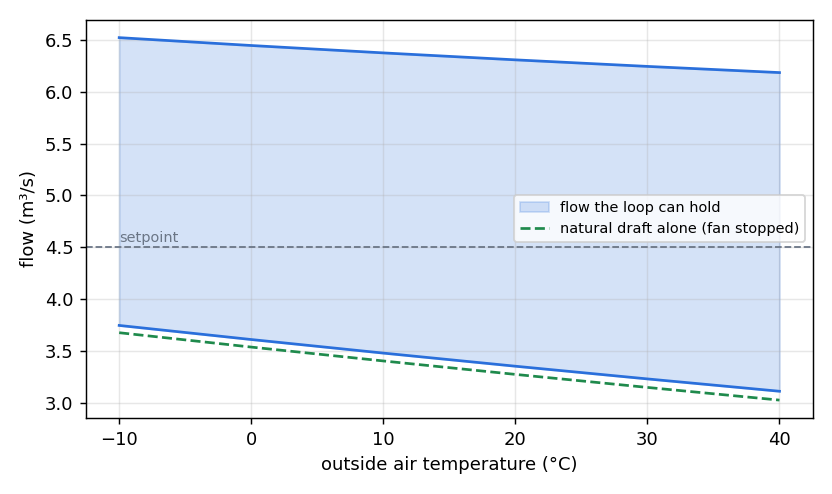 6.5
6.0
5.5
5.0
4.5
4.0
3.5
3.0
flow (m³/s)
setpoint
flow the loop can hold
natural draft alone (fan stopped)
−10
0
10
20
30
40
outside air temperature (°C)